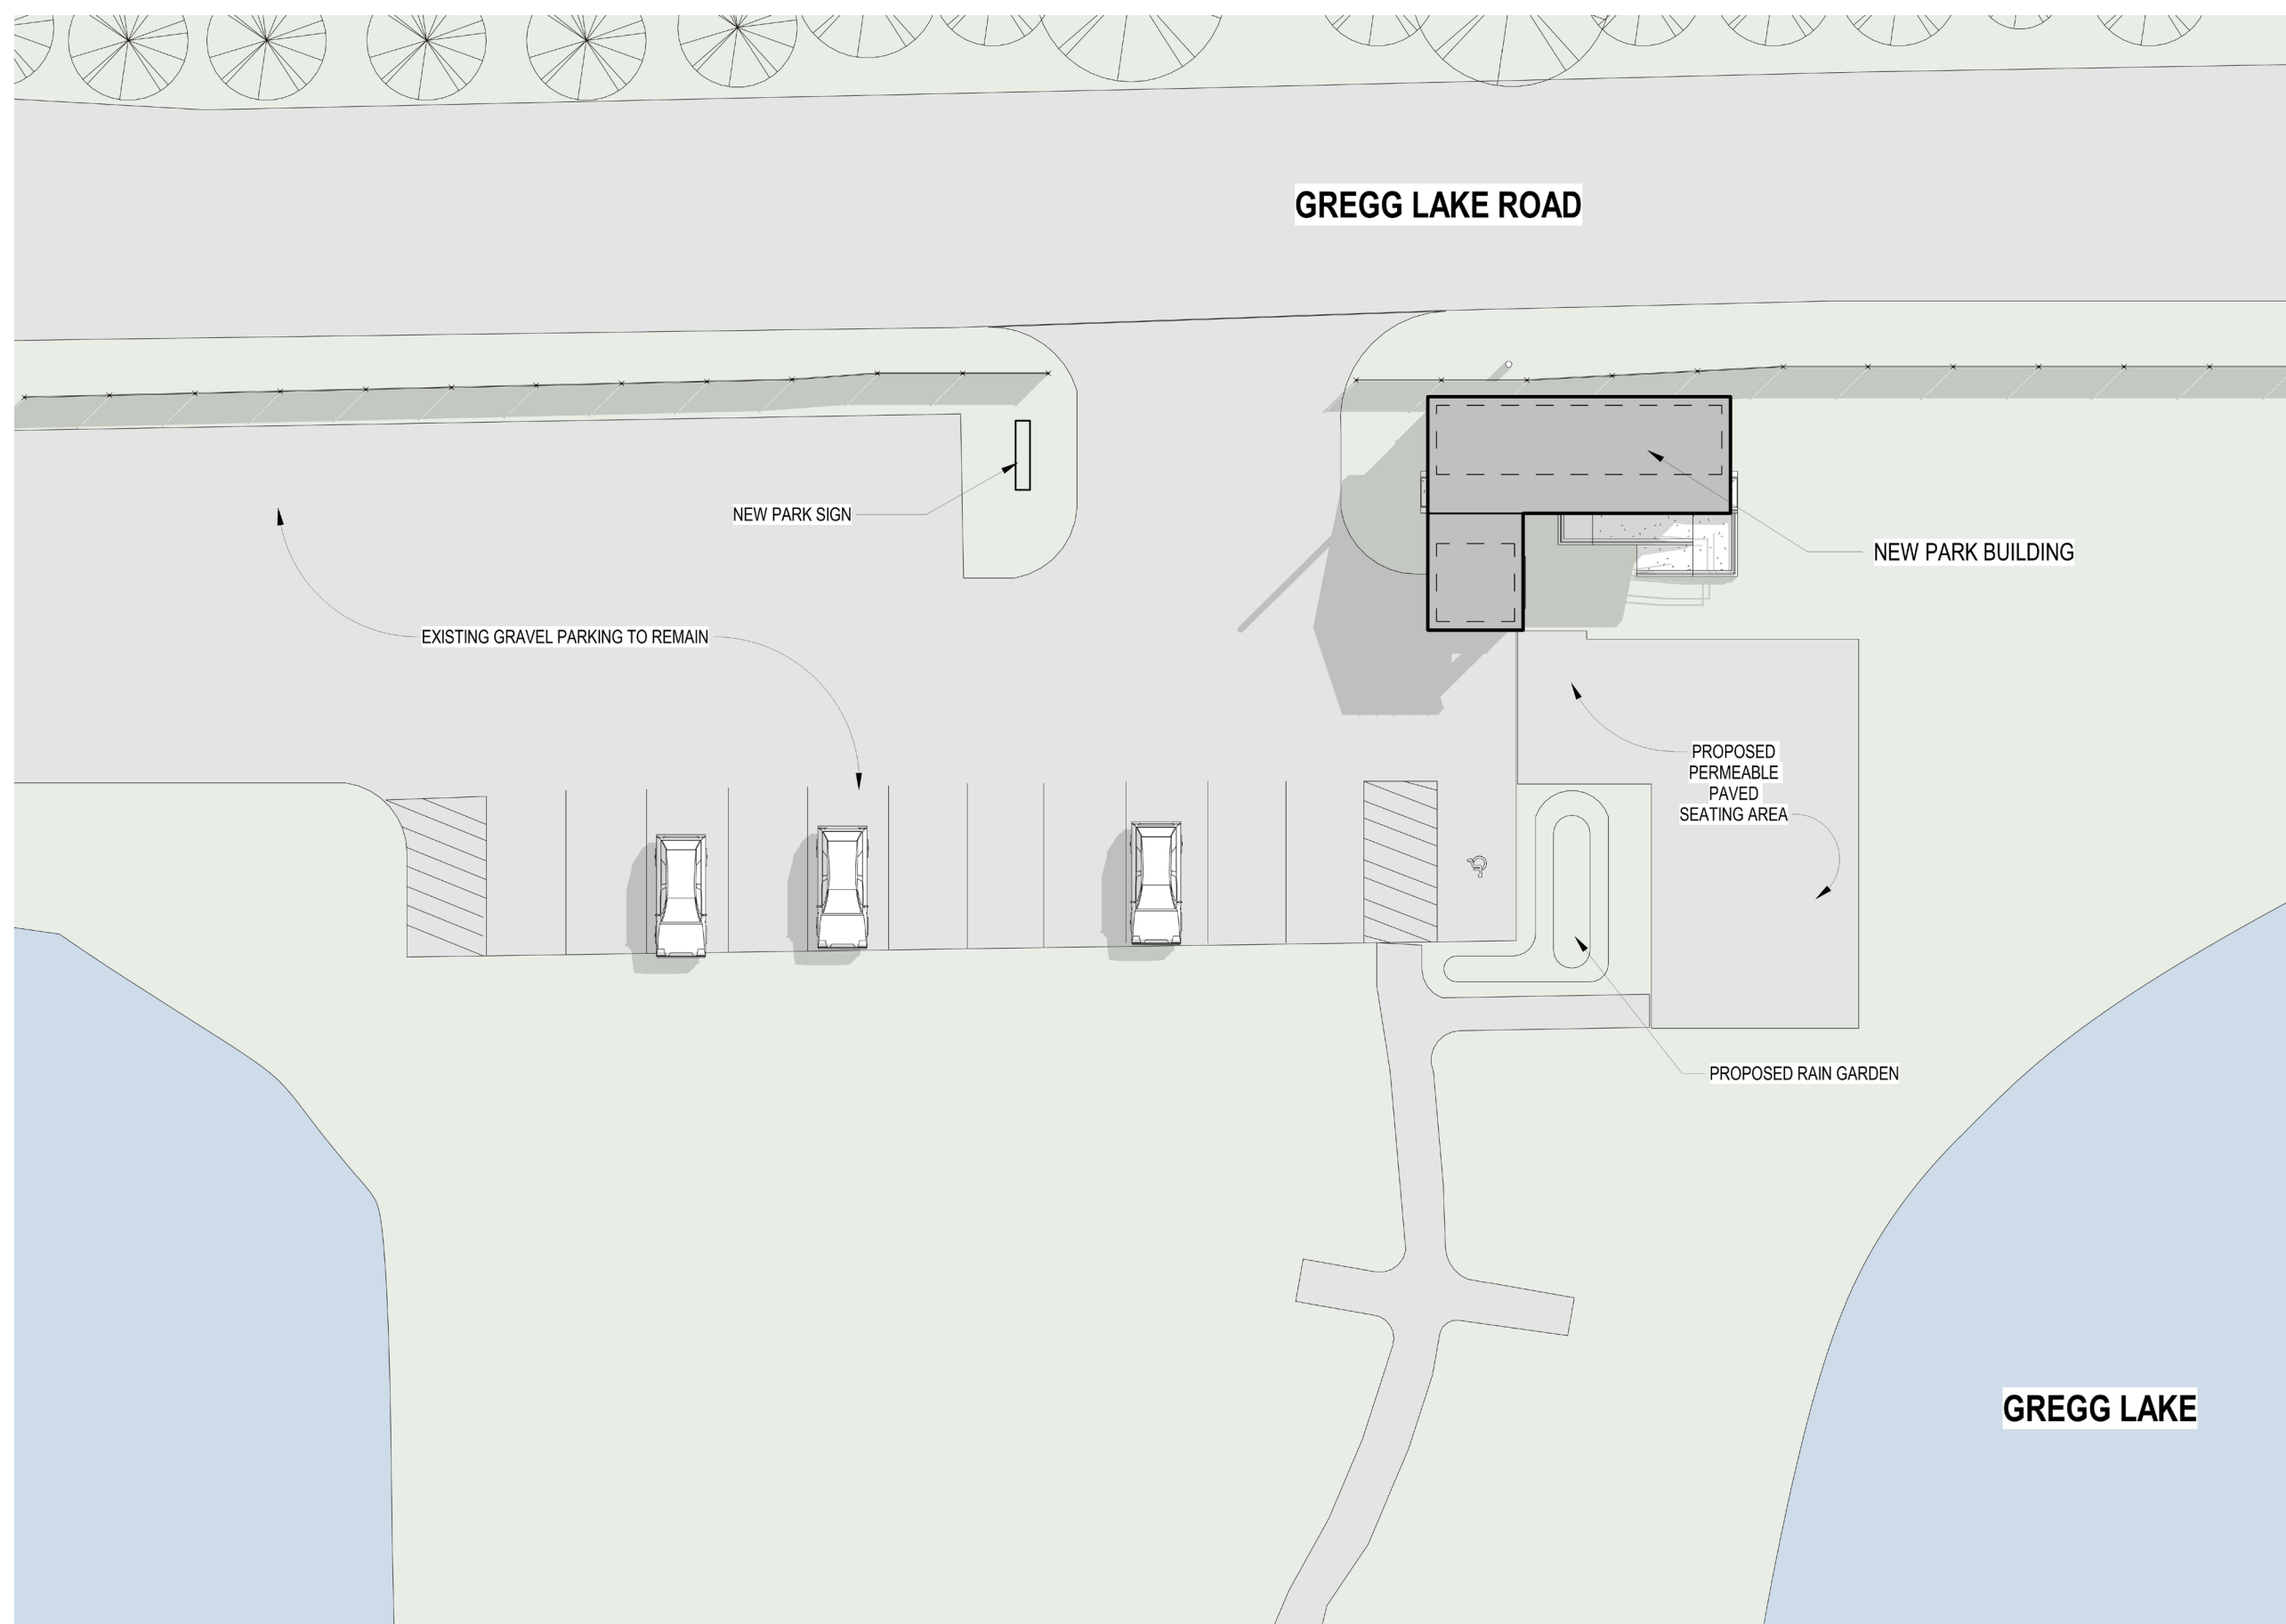 GREGG LAKE ROAD
NEW PARK SIGN
NEW PARK BUILDING
EXISTING GRAVEL PARKING TO REMAIN
PROPOSED
PERMEABLE
PAVED
SEATING AREA
PROPOSED RAIN GARDEN
GREGG LAKE